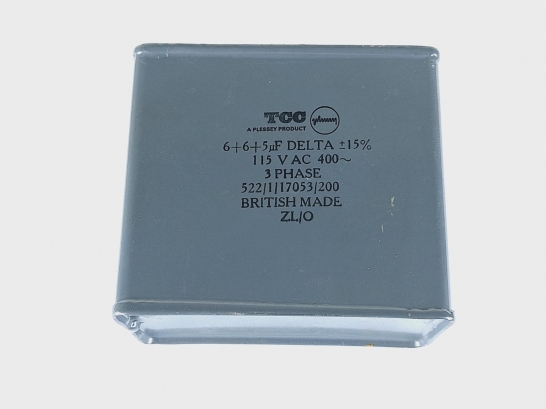 TCC
A PLESSEY PRODUCT
6+6+5µF DELTA ±15%
115 V AC 400~
3 PHASE
522/1/17053/200
BRITISH MADE
ZL/O